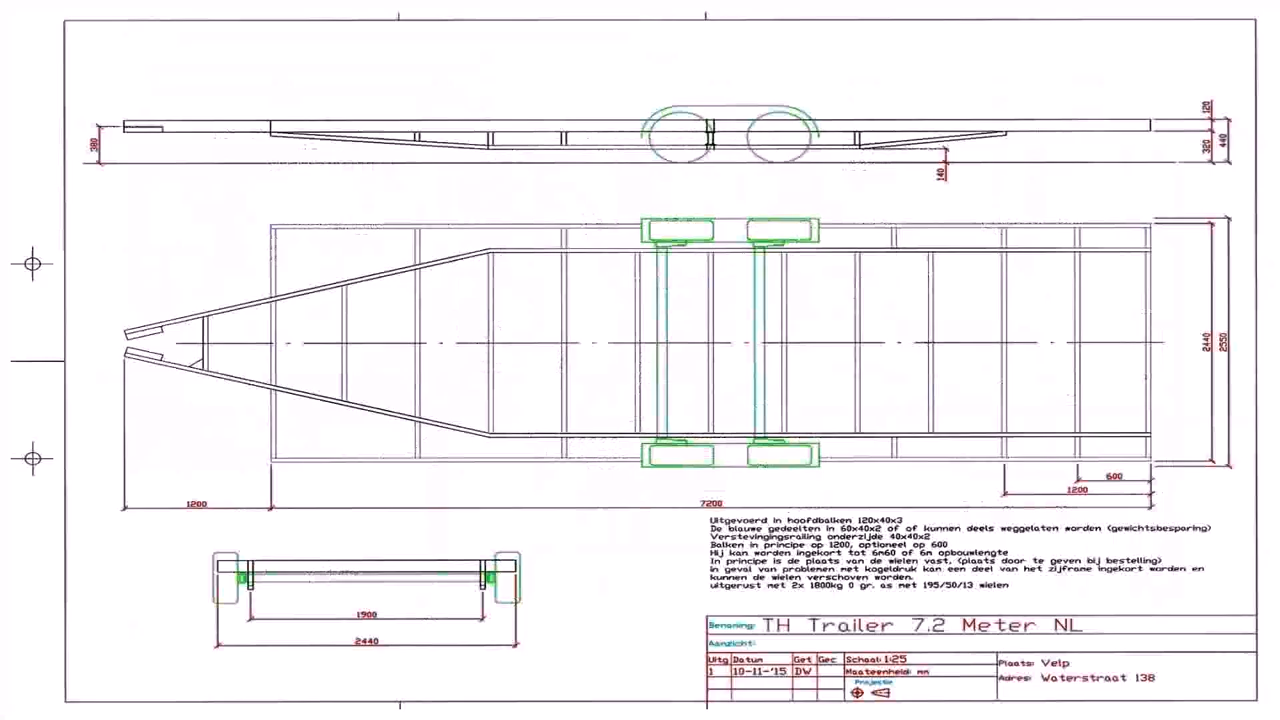 120
380
320
440
140
2440
2550
600
1200
1200
7200
Uitgevoerd in hoofdbalken 120x40x3
De blauwe gedeelten in 60x40x2 of of kunnen deels weggelaten worden (gewichtsbesparing)
Verstevingingsrailing onderzijde 40x40x2
Balken in principe op 1200, optioneel op 600
Hij kan worden ingekort tot 6m60 of 6m opbouwlengte
In principe is de plaats van de wielen vast, (plaats door te geven bij bestelling)
in geval van problemen met kogeldruk kan een deel van het zijframe ingekort worden en
kunnen de wielen verschoven worden.
uitgerust met 2x 1800kg 0 gr. as met 195/50/13 wielen
1900
2440
Benaming: TH Trailer 7.2 Meter NL
Aanzicht:
Uitg Datum Get Gec Schaal: 1:25
1 10-11-'15 DW Maateenheid: mm
Projectie
Plaats: Velp
Adres: Waterstraat 138